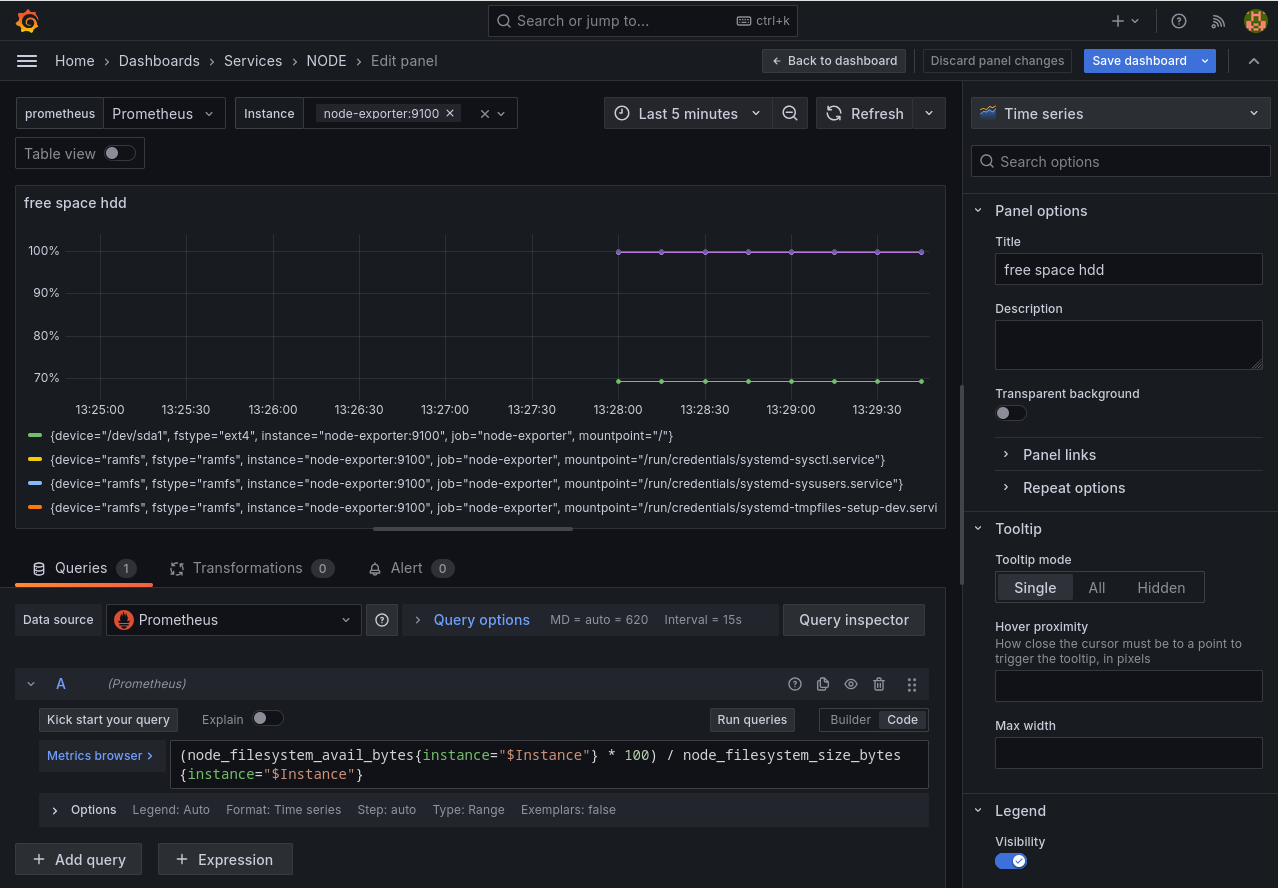 Search or jump to... ctrl+k
Home › Dashboards › Services › NODE › Edit panel
Back to dashboard
Discard panel changes
Save dashboard
prometheus Prometheus
Instance node-exporter:9100
Last 5 minutes
Refresh
Table view
free space hdd
100%
90%
80%
70%
13:25:00 13:25:30 13:26:00 13:26:30 13:27:00 13:27:30 13:28:00 13:28:30 13:29:00 13:29:30
{device="/dev/sda1", fstype="ext4", instance="node-exporter:9100", job="node-exporter", mountpoint="/"}
{device="ramfs", fstype="ramfs", instance="node-exporter:9100", job="node-exporter", mountpoint="/run/credentials/systemd-sysctl.service"}
{device="ramfs", fstype="ramfs", instance="node-exporter:9100", job="node-exporter", mountpoint="/run/credentials/systemd-sysusers.service"}
{device="ramfs", fstype="ramfs", instance="node-exporter:9100", job="node-exporter", mountpoint="/run/credentials/systemd-tmpfiles-setup-dev.servi
Queries 1
Transformations 0
Alert 0
Data source Prometheus
Query options MD = auto = 620 Interval = 15s
Query inspector
A (Prometheus)
Kick start your query
Explain
Run queries
Builder Code
Metrics browser >
(node_filesystem_avail_bytes{instance="$Instance"} * 100) / node_filesystem_size_bytes
{instance="$Instance"}
Options Legend: Auto Format: Time series Step: auto Type: Range Exemplars: false
+ Add query
+ Expression
Time series
Search options
Panel options
Title
free space hdd
Description
Transparent background
Panel links
Repeat options
Tooltip
Tooltip mode
Single All Hidden
Hover proximity
How close the cursor must be to a point to
trigger the tooltip, in pixels
Max width
Legend
Visibility